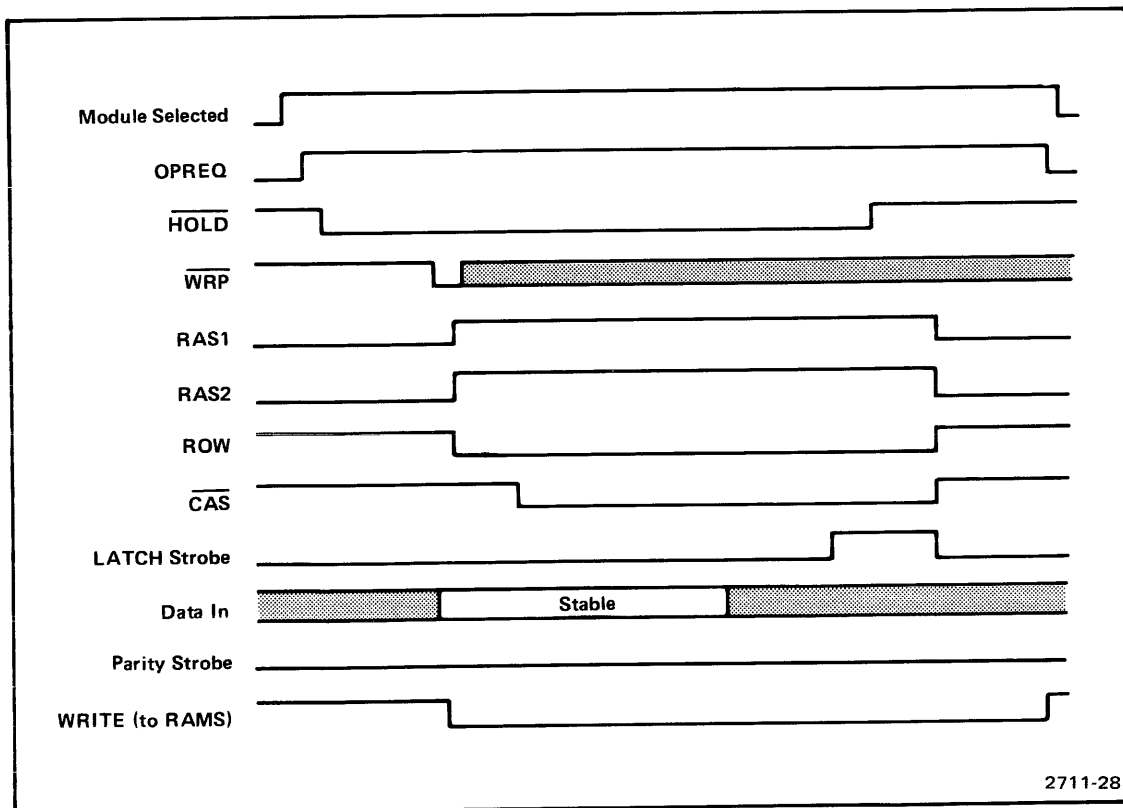 Module Selected
OPREQ
HOLD
WRP
RAS1
RAS2
ROW
CAS
LATCH Strobe
Data In
Stable
Parity Strobe
WRITE (to RAMS)
2711-28